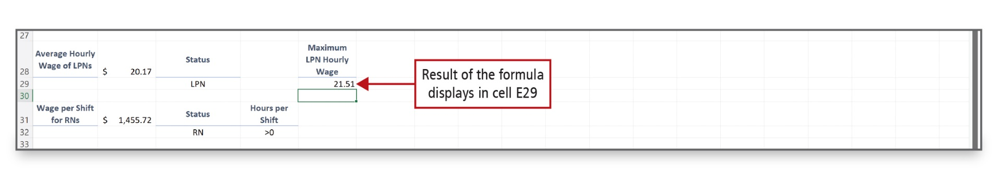 27
Average Hourly
Wage of LPNs
28
$ 20.17
Status
Maximum
LPN Hourly
Wage
29
LPN
21.51
Result of the formula
displays in cell E29
30
Wage per Shift
for RNs
31
$ 1,455.72
Status
Hours per
Shift
32
RN
>0
33